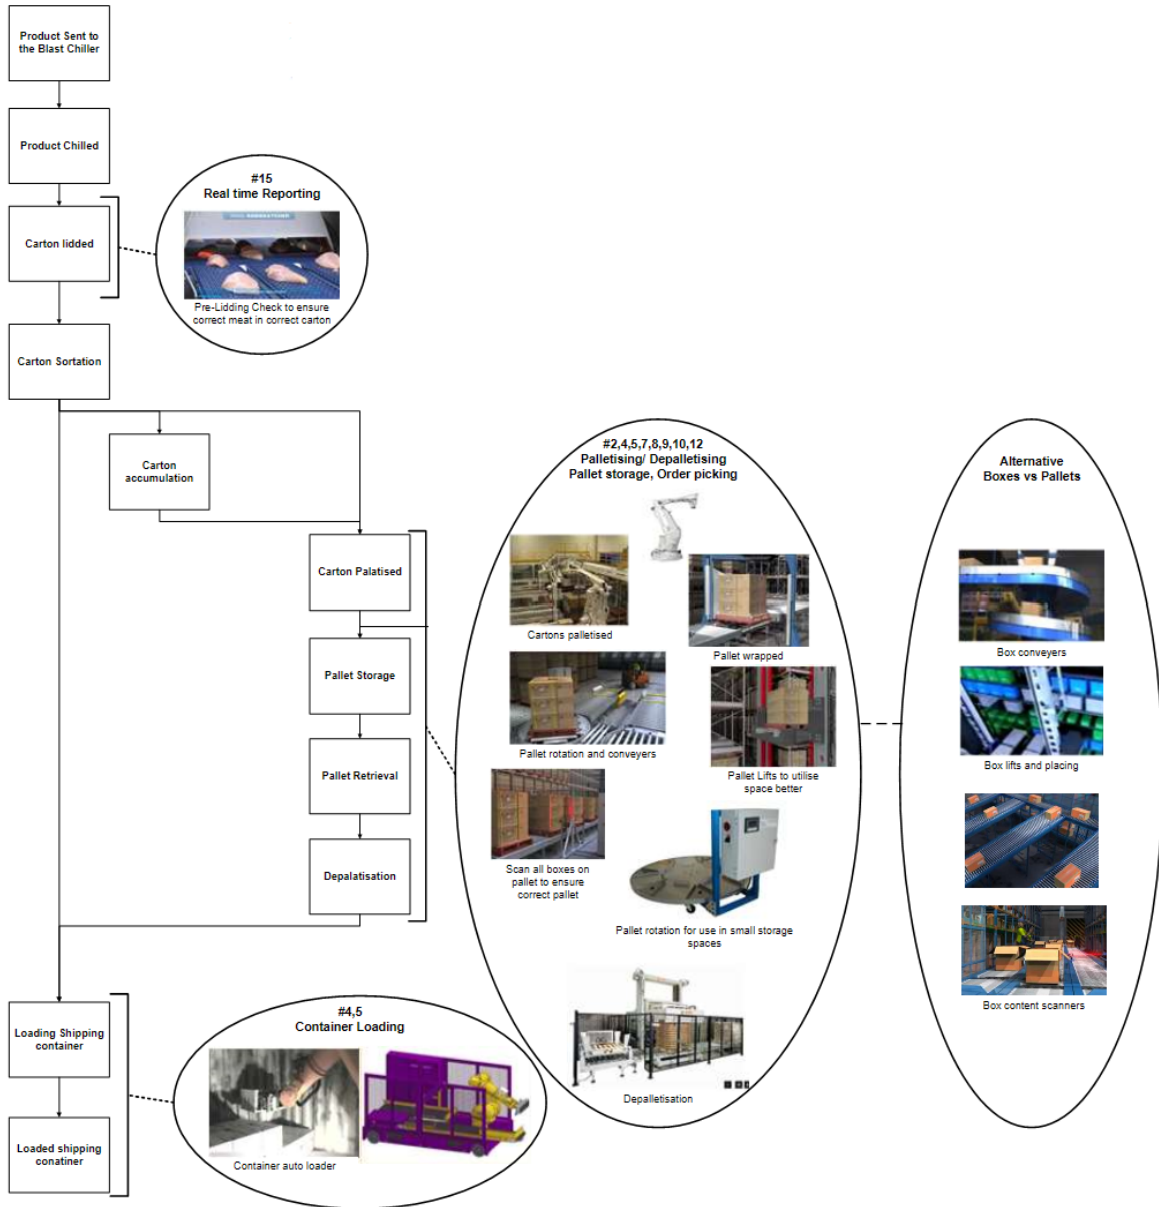 Product Sent to
the Blast Chiller
Product Chilled
#15
Real time Reporting
Carton lidded
Pre-Lidding Check to ensure
correct meat in correct carton
Carton Sortation
Carton
accumulation
#2,4,5,7,8,9,10,12
Palletising/ Depalletising
Pallet storage, Order picking
Alternative
Boxes vs Pallets
Carton Palatised
Cartons palletised
Pallet wrapped
Box conveyers
Pallet Storage
Pallet rotation and conveyers
Pallet Lifts to utilise
space better
Box lifts and placing
Pallet Retrieval
Depalatisation
Scan all boxes on
pallet to ensure
correct pallet
Pallet rotation for use in small storage
spaces
Box content scanners
Loading Shipping
container
#4,5
Container Loading
Depalletisation
Loaded shipping
conatiner
Container auto loader